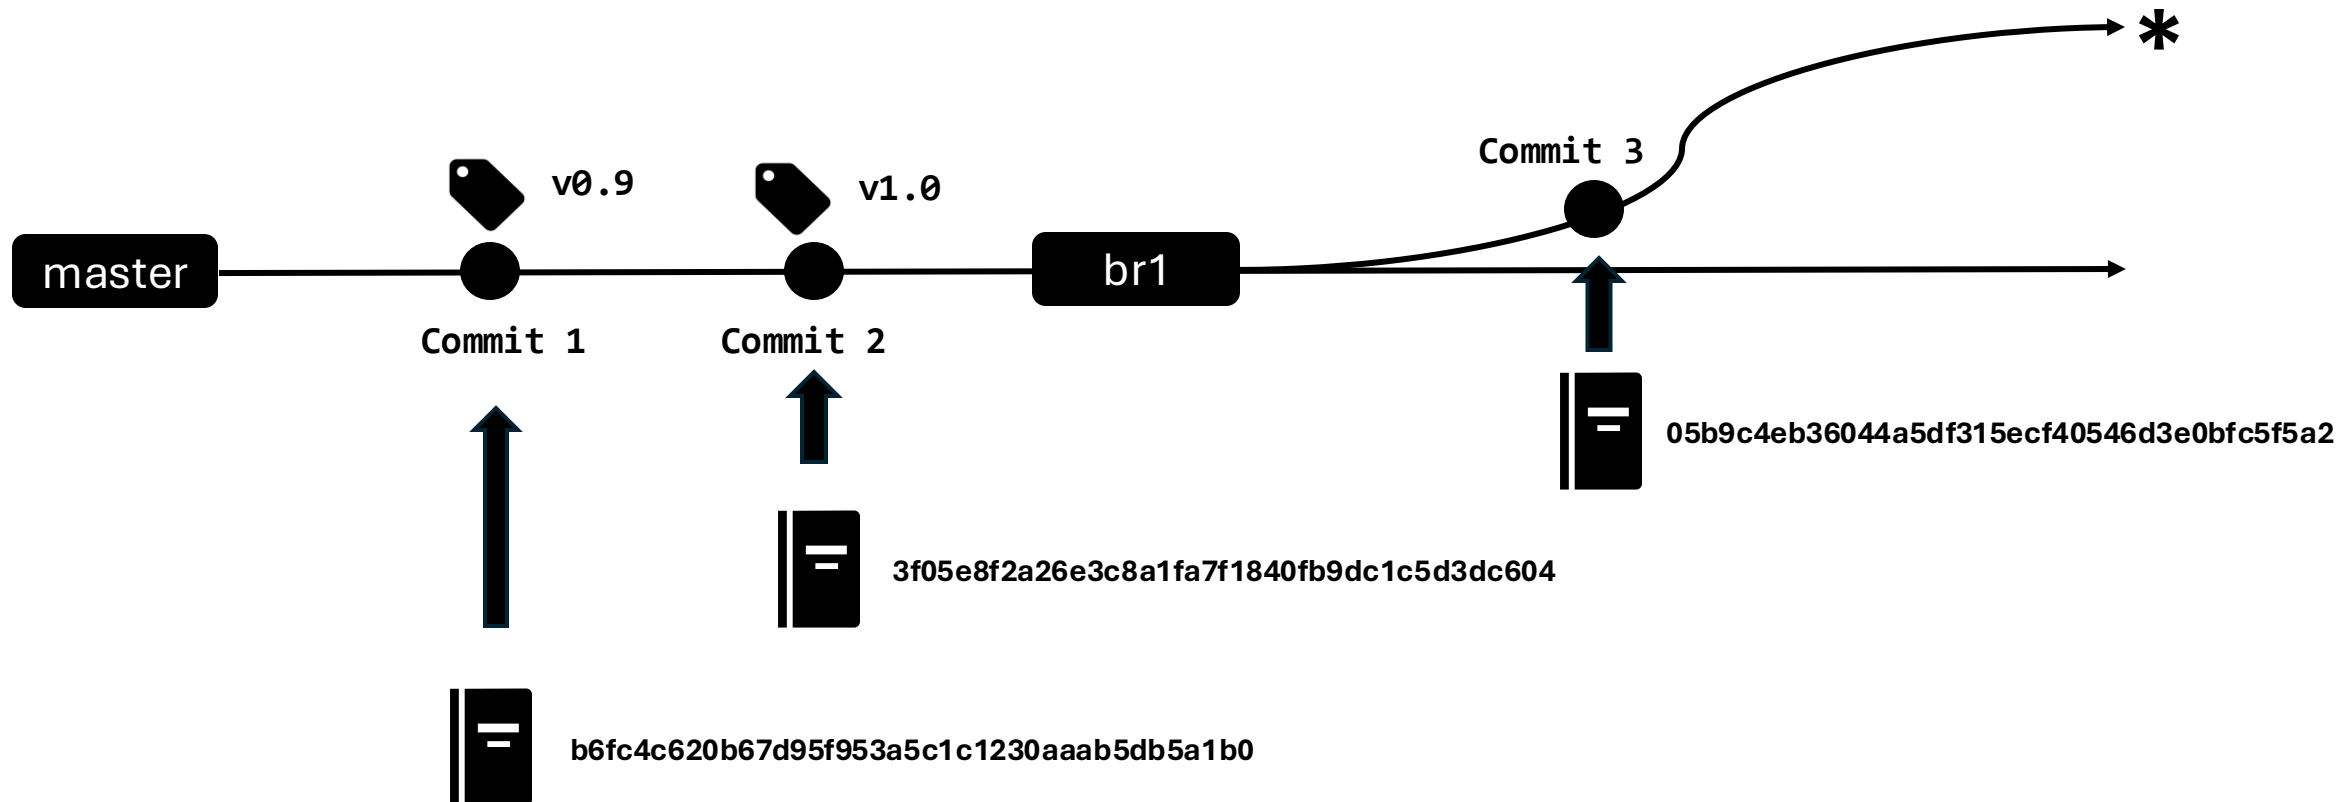 *
Commit 3
v0.9
v1.0
master
br1
Commit 1
Commit 2
05b9c4eb36044a5df315ecf40546d3e0bfc5f5a2
3f05e8f2a26e3c8a1fa7f1840fb9dc1c5d3dc604
b6fc4c620b67d95f953a5c1c1230aaab5db5a1b0